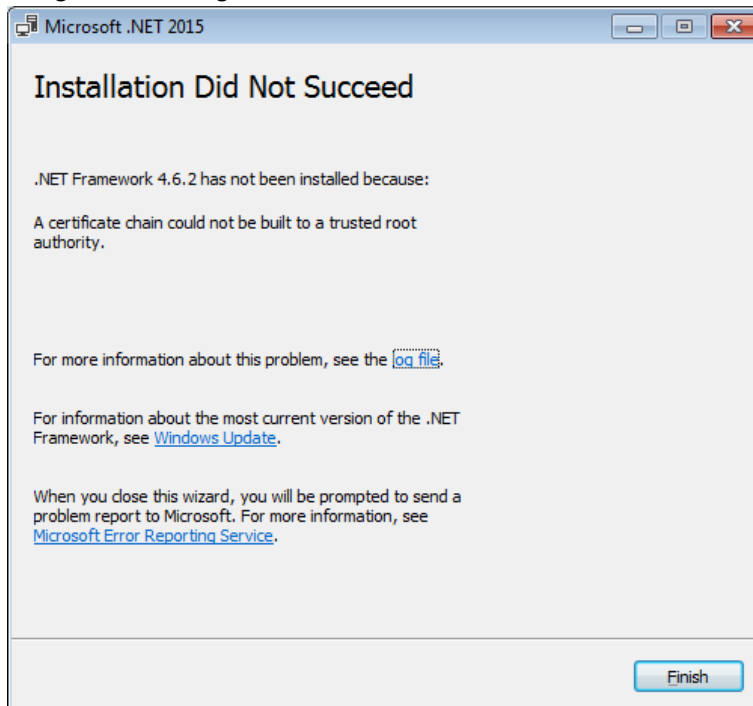 Microsoft .NET 2015
Installation Did Not Succeed
.NET Framework 4.6.2 has not been installed because:
A certificate chain could not be built to a trusted root
authority.
For more information about this problem, see the log file.
For information about the most current version of the .NET
Framework, see Windows Update.
When you close this wizard, you will be prompted to send a
problem report to Microsoft. For more information, see
Microsoft Error Reporting Service.
Finish